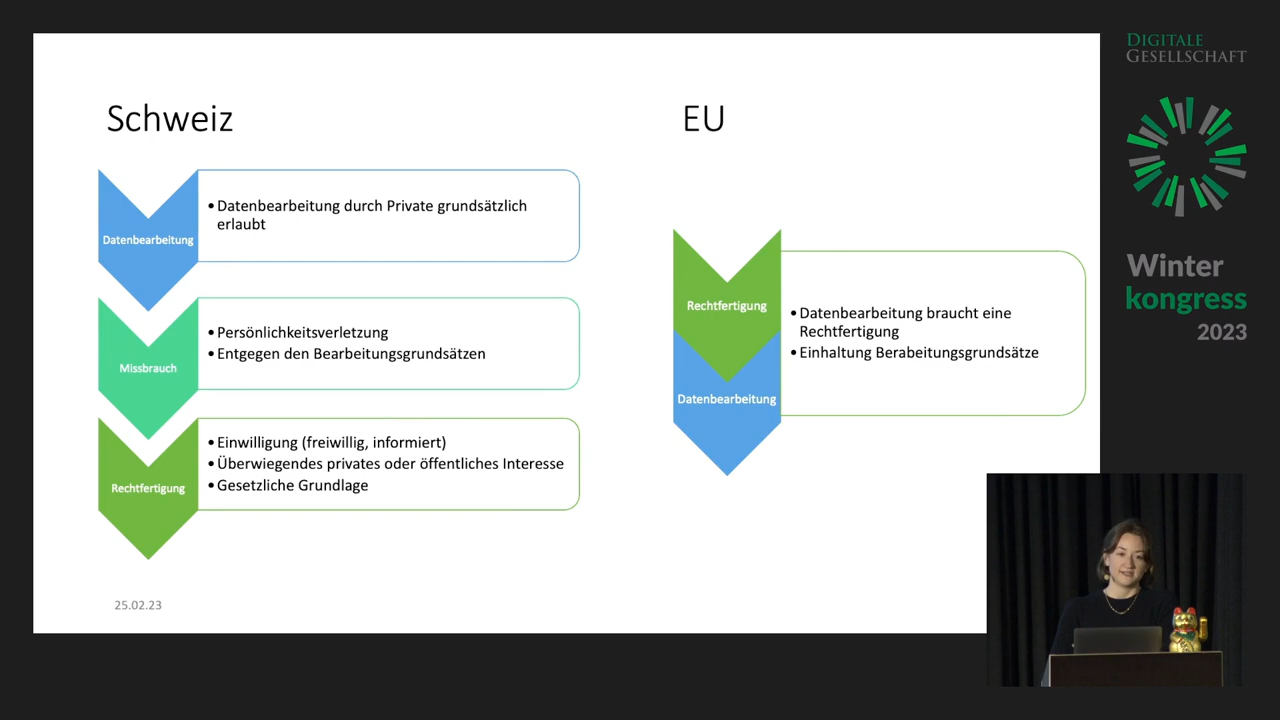 Schweiz
Datenbearbeitung
• Datenbearbeitung durch Private grundsätzlich
erlaubt
Missbrauch
• Persönlichkeitsverletzung
• Entgegen den Bearbeitungsgrundsätzen
Rechtfertigung
• Einwilligung (freiwillig, informiert)
• Überwiegendes privates oder öffentliches Interesse
• Gesetzliche Grundlage
25.02.23
EU
Rechtfertigung
Datenbearbeitung
• Datenbearbeitung braucht eine
Rechtfertigung
• Einhaltung Berabeitungsgrundsätze
DIGITALE
GESELLSCHAFT
Winter
kongress
2023